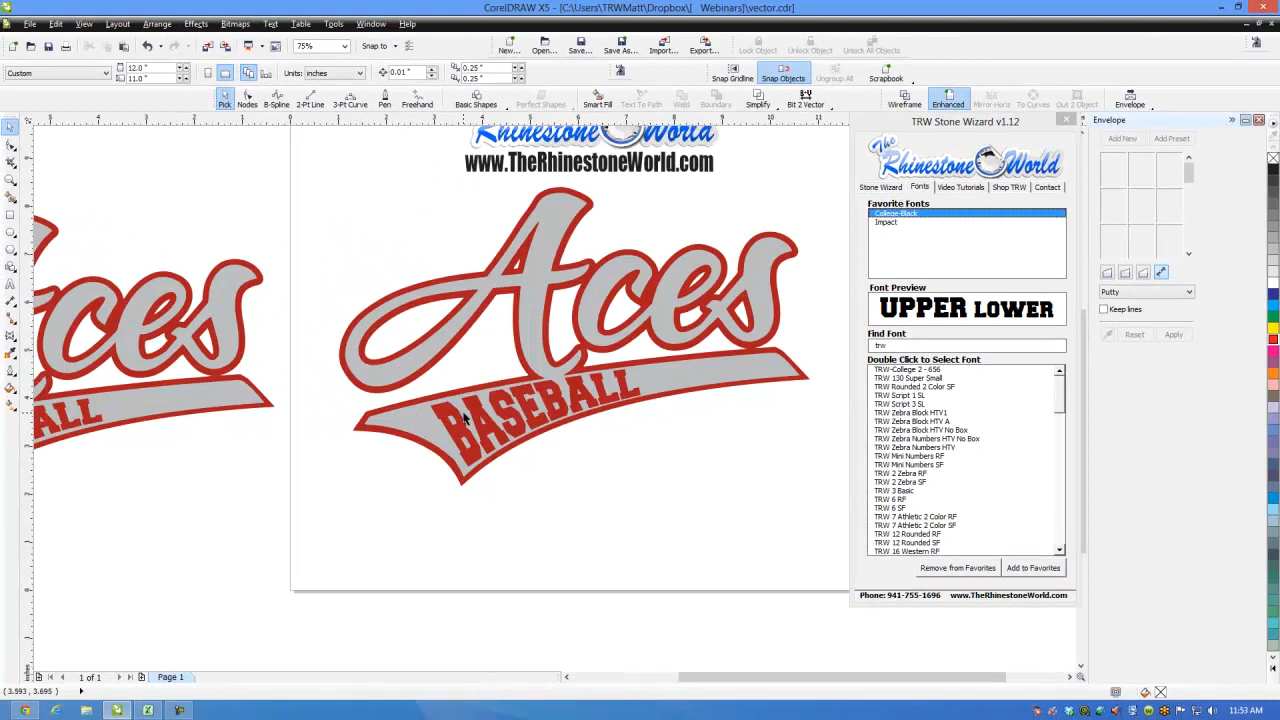 CorelDRAW X5 - [C:\Users\TRWMatt\Dropbox\[ Webinars]\vector.cdr]
File Edit View Layout Arrange Effects Bitmaps Text Table Tools Window Help
75% Snap to New... Open... Save... Save As... Import... Export... Lock Object Unlock Object Unlock All Objects
Custom 12.0 " 11.0 " Units: inches 0.01 " 0.25 " 0.25 " Snap Gridline Snap Objects Ungroup All Scrapbook
Pick Nodes B-Spline 2-Pt Line 3-Pt Curve Pen Freehand Basic Shapes Perfect Shapes Smart Fill Text To Path Weld Boundary Simplify Bit 2 Vector Wireframe Enhanced Mirror Horiz To Curves Out 2 Object Envelope
Rhinestone World
www.TheRhinestoneWorld.com
Aces
BASEBALL
ces
BALL
TRW Stone Wizard v1.12
The Rhinestone World
Stone Wizard Fonts Video Tutorials Shop TRW Contact
Favorite Fonts
College-Black
Impact
Font Preview
UPPER LOWER
Find Font
trw
Double Click to Select Font
TRW-College 2 - 656
TRW 130 Super Small
TRW Rounded 2 Color SF
TRW Script 1 SL
TRW Script 3 SL
TRW Zebra Block HTV1
TRW Zebra Block HTV A
TRW Zebra Block HTV No Box
TRW Zebra Numbers HTV No Box
TRW Zebra Numbers HTV
TRW Mini Numbers RF
TRW Mini Numbers SF
TRW 2 Zebra RF
TRW 2 Zebra SF
TRW 3 Basic
TRW 6 RF
TRW 6 SF
TRW 7 Athletic 2 Color RF
TRW 7 Athletic 2 Color SF
TRW 12 Rounded RF
TRW 12 Rounded SF
TRW 16 Western RF
Remove from Favorites Add to Favorites
Phone: 941-755-1696 www.TheRhinestoneWorld.com
Envelope
Add New Add Preset
Putty
Keep lines
Reset Apply
1 of 1 Page 1
( 3.593 , 3.695 )
11:53 AM